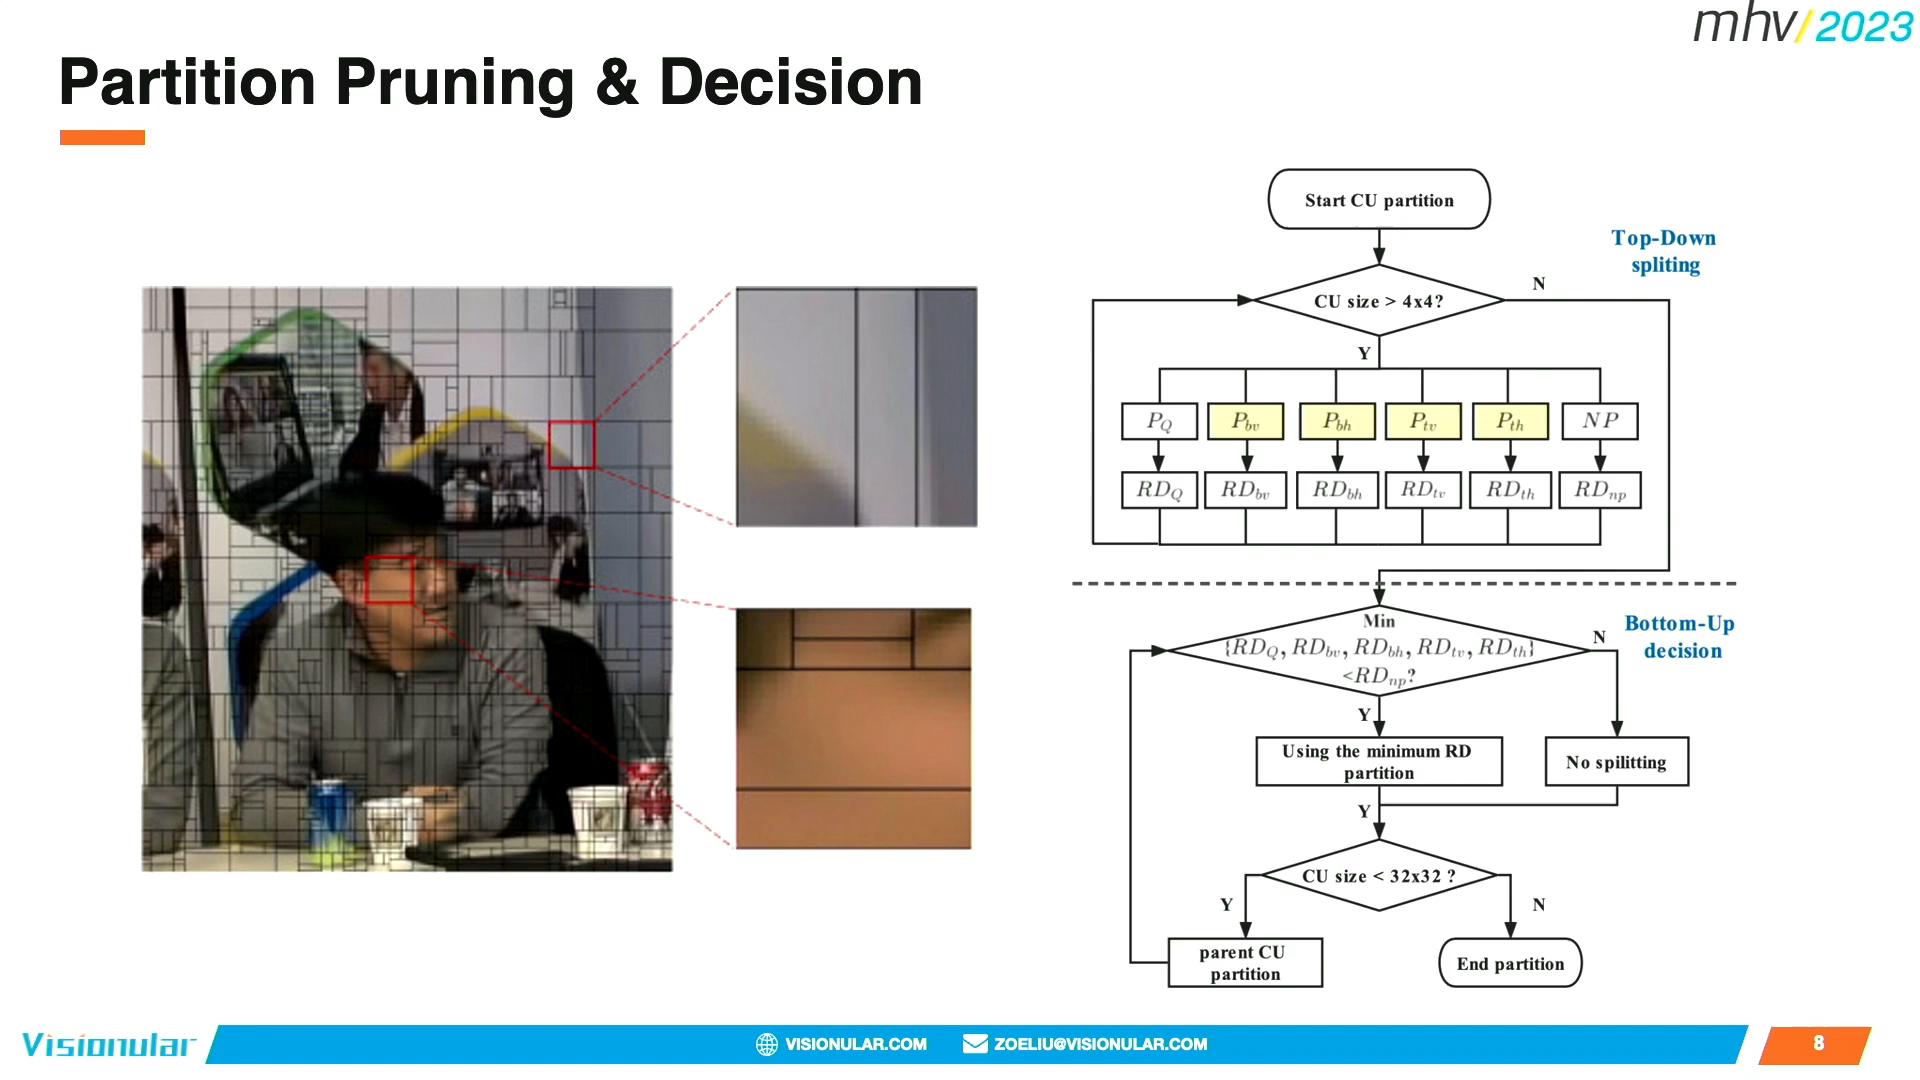 mhv/2023
Partition Pruning & Decision
Start CU partition
Top-Down
spliting
CU size > 4x4?
N
Y
P_Q
P_bv
P_bh
P_tv
P_th
NP
RD_Q
RD_bv
RD_bh
RD_tv
RD_th
RD_np
Min
{RD_Q, RD_bv, RD_bh, RD_tv, RD_th}
<RD_np?
N
Bottom-Up
decision
Y
Using the minimum RD
partition
No spilitting
Y
CU size < 32x32 ?
Y
N
parent CU
partition
End partition
Visionular
VISIONULAR.COM
ZOELIU@VISIONULAR.COM
8